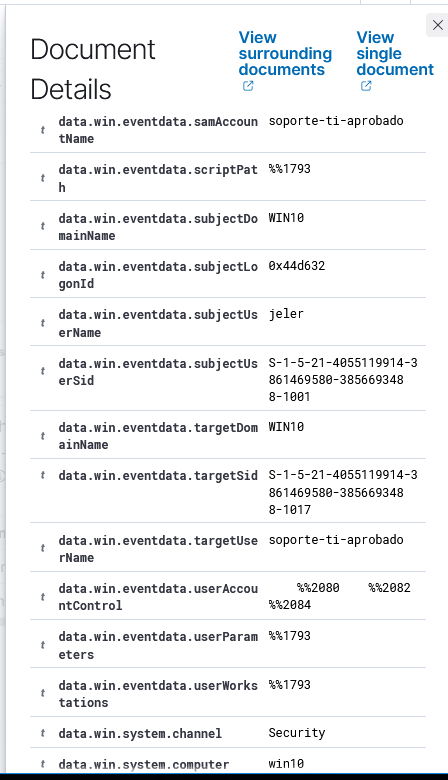 Document
Details
View
surrounding
documents
View
single
document
t data.win.eventdata.samAccoun soporte-ti-aprobado
tName
t data.win.eventdata.scriptPat %%1793
h
t data.win.eventdata.subjectDo WIN10
mainName
t data.win.eventdata.subjectLo 0x44d632
gonId
t data.win.eventdata.subjectUs jeler
erName
t data.win.eventdata.subjectUs S-1-5-21-4055119914-3
erSid 861469580-385669348
8-1001
t data.win.eventdata.targetDom WIN10
ainName
t data.win.eventdata.targetSid S-1-5-21-4055119914-3
861469580-385669348
8-1017
t data.win.eventdata.targetUse soporte-ti-aprobado
rName
t data.win.eventdata.userAccou %%2080 %%2082
ntControl %%2084
t data.win.eventdata.userParam %%1793
eters
t data.win.eventdata.userWorks %%1793
tations
t data.win.system.channel Security
t data.win.system.computer win10